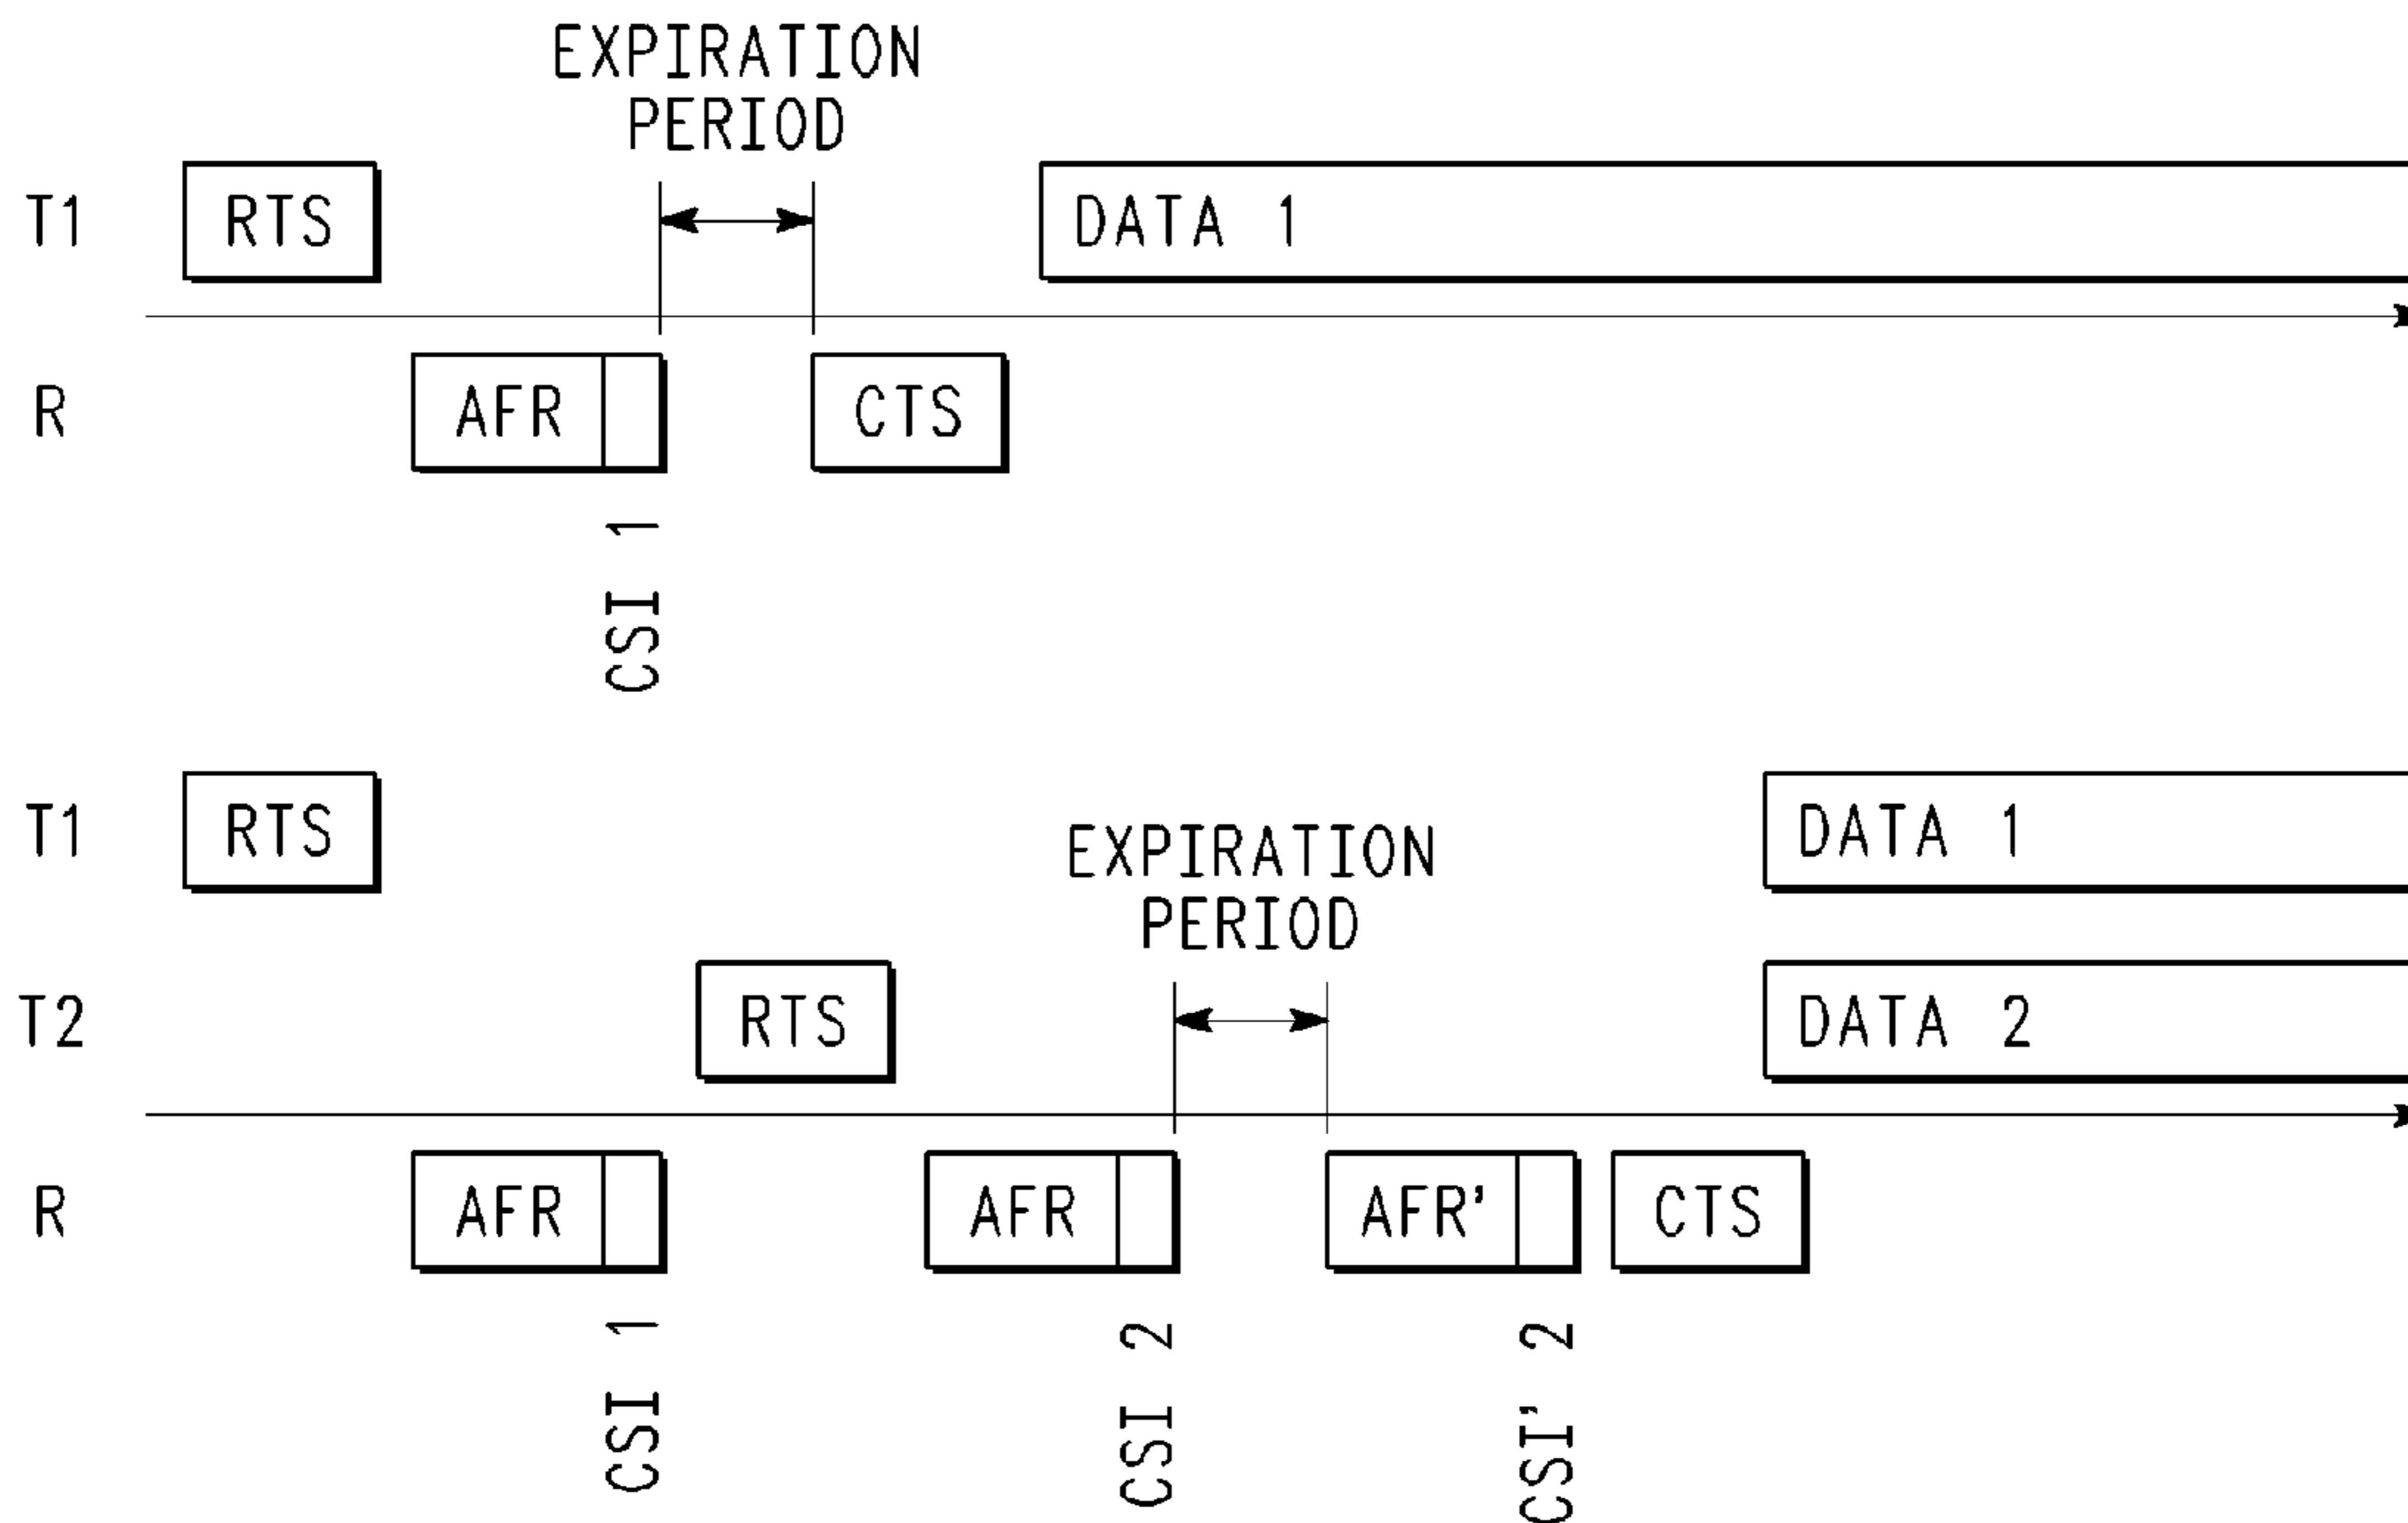 EXPIRATION
PERIOD
T1 RTS DATA 1
R AFR CTS
CSI 1
T1 RTS DATA 1
EXPIRATION
PERIOD
T2 RTS DATA 2
R AFR AFR AFR' CTS
CSI 1 CSI 2 CSI' 2